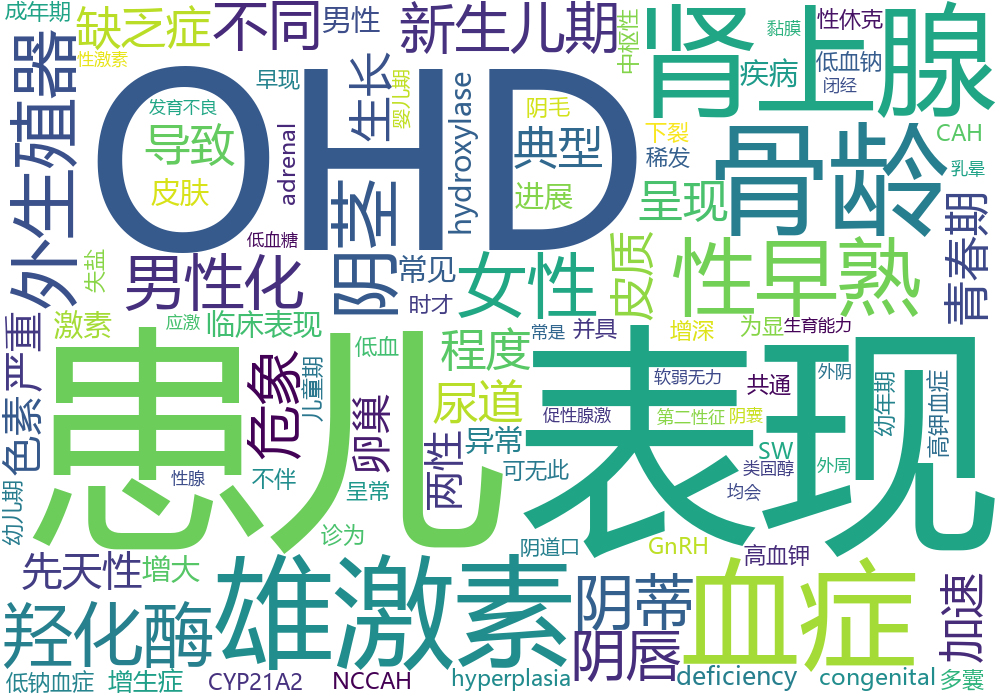 成年期
缺乏症
不同
男性
新生儿期
中枢性
肾上腺
黏膜
性休克
疾病
低血钠
闭经
性激素
早现
婴儿期
外生殖器
OHD
发育不良
导致
皮肤
adrenal
生长
hydroxylase
阴毛
典型
进展
下裂
稀发
CAH
乳晕
骨龄
呈现
阴茎
低血糖
失盐
男性化
常见
时才
女性
皮质
性早熟
青春期
色素
严重
激素
应激
临床表现
低血
程度
常是
并具
增深
为显
生育能力
患儿
表现
危象
儿童期
卵巢
尿道
软弱无力
共通
外阴
幼年期
高钾血症
促性腺激
第二性征
阴囊
两性
异常
SW
类固醇
外周
均会
幼儿期
性腺
不伴
呈常
可无此
诊为
阴道口
GnRH
高血钾
先天性
增大
雄激素
阴蒂
血症
加速
羟化酶
阴唇
低钠血症
增生症
CYP21A2
NCCAH
hyperplasia
deficiency
congenital
多囊